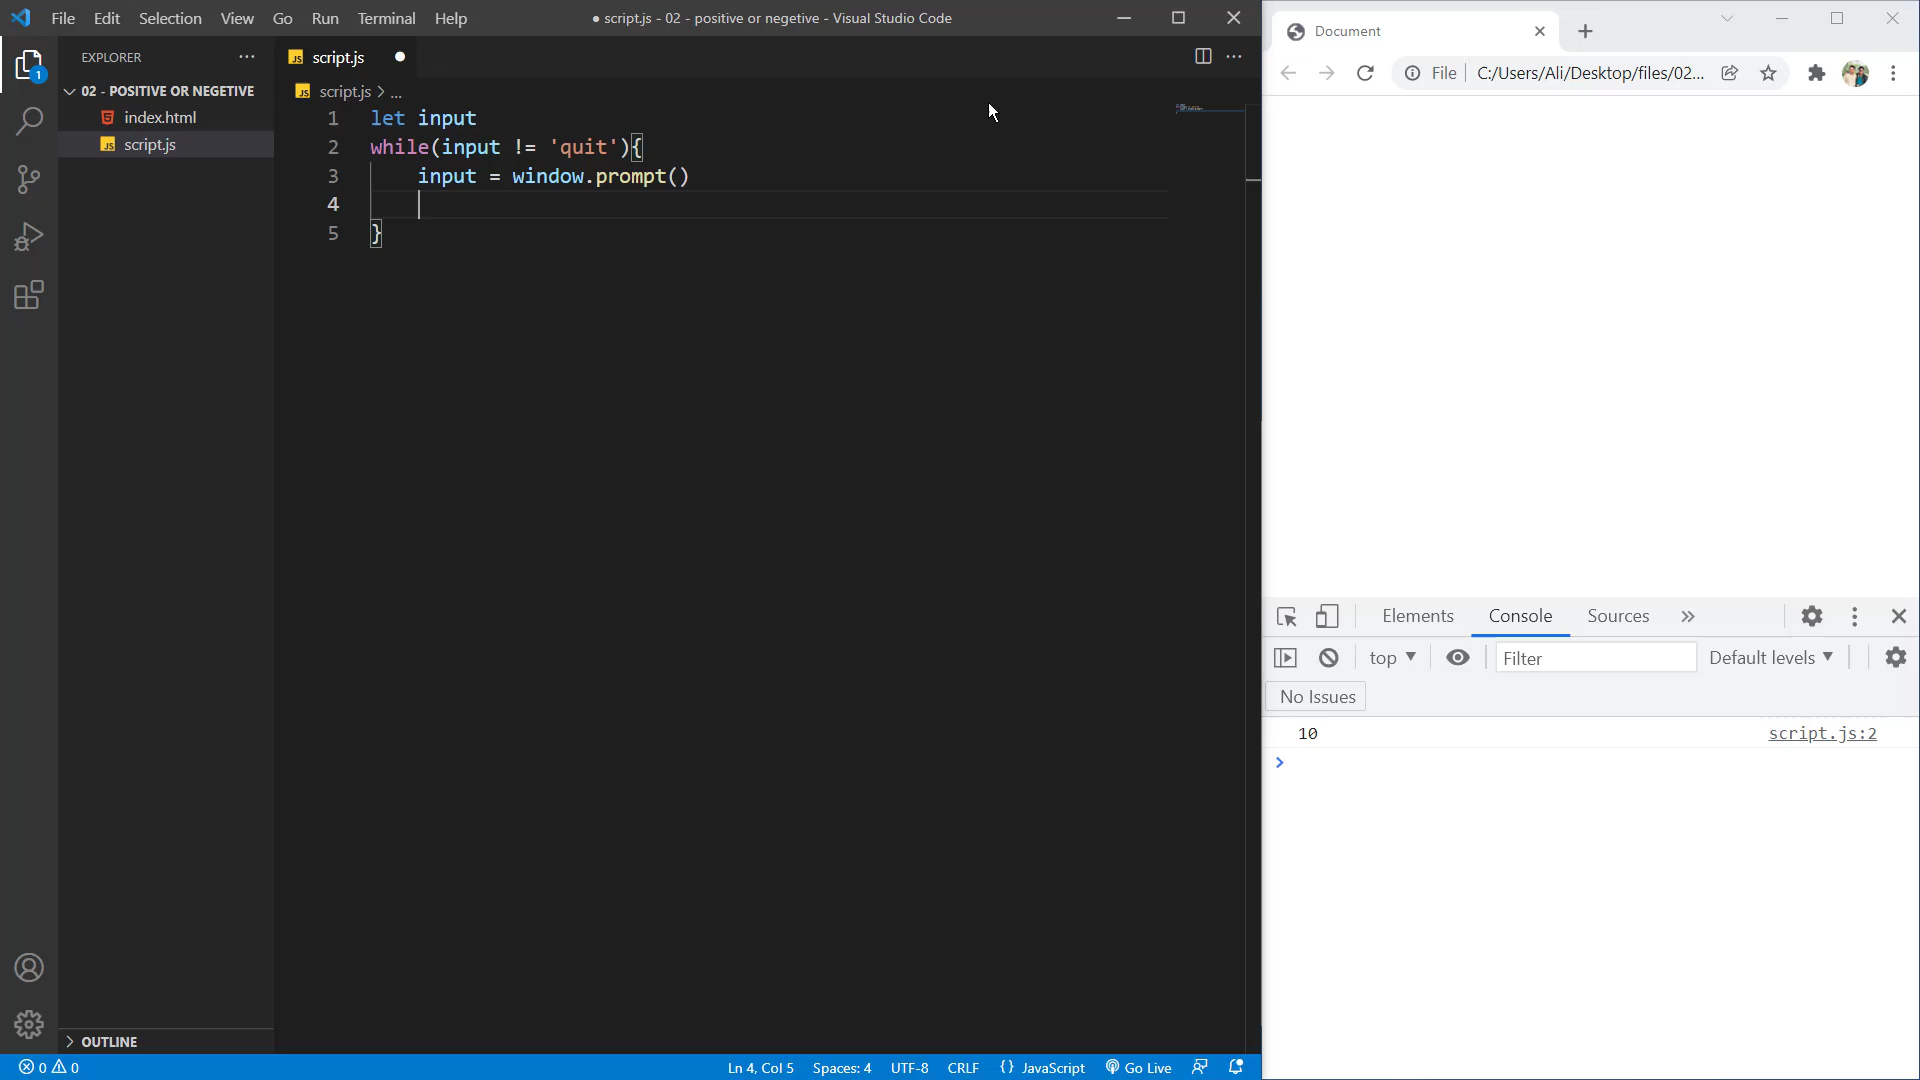 File Edit Selection View Go Run Terminal Help
● script.js - 02 - positive or negetive - Visual Studio Code
EXPLORER
02 - POSITIVE OR NEGETIVE
index.html
script.js
OUTLINE
script.js
script.js > ...
1 let input
2 while(input != 'quit'){
3 input = window.prompt()
4
5 }
1
0 0
Ln 4, Col 5 Spaces: 4 UTF-8 CRLF {} JavaScript Go Live
Document
File C:/Users/Ali/Desktop/files/02...
Elements Console Sources
top Filter Default levels
No Issues
10 script.js:2